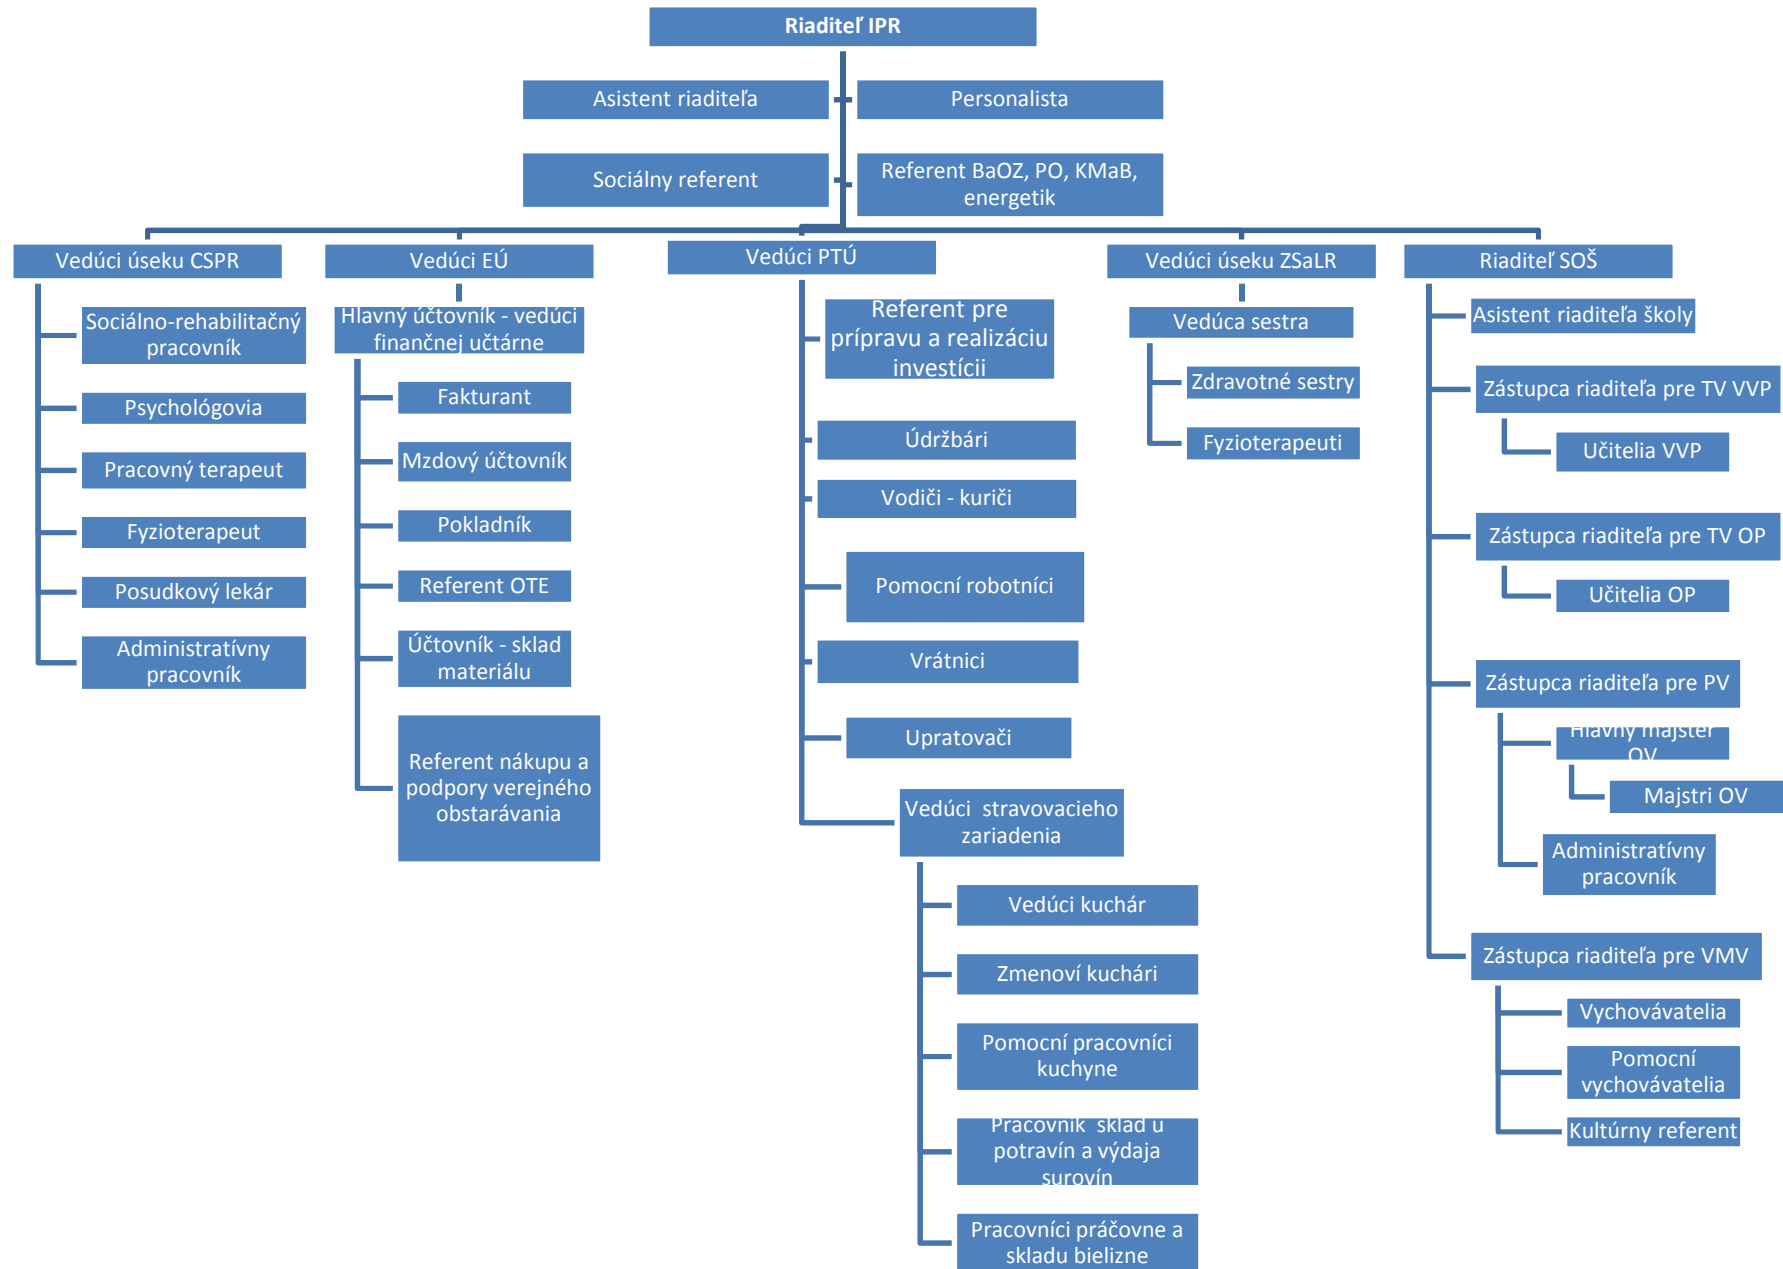 Riaditeľ IPR
Asistent riaditeľa
Personalista
Sociálny referent
Referent BaOZ, PO, KMaB,
energetik
Vedúci úseku CSPR
Sociálno-rehabilitačný
pracovník
Psychológovia
Pracovný terapeut
Fyzioterapeut
Posudkový lekár
Administratívny
pracovník
Vedúci EÚ
Hlavný účtovník - vedúci
finančnej učtárne
Fakturant
Mzdový účtovník
Pokladník
Referent OTE
Účtovník - sklad
materiálu
Referent nákupu a
podpory verejného
obstarávania
Vedúci PTÚ
Referent pre
prípravu a realizáciu
investícii
Údržbári
Vodiči - kuriči
Pomocní robotníci
Vrátnici
Upratovači
Vedúci  stravovacieho
zariadenia
Vedúci kuchár
Zmenoví kuchári
Pomocní pracovníci
kuchyne
Pracovník  sklad u
potravín a výdaja
surovín
Pracovníci práčovne a
skladu bielizne
Vedúci úseku ZSaLR
Vedúca sestra
Zdravotné sestry
Fyzioterapeuti
Riaditeľ SOŠ
Asistent riaditeľa školy
Zástupca riaditeľa pre TV VVP
Učitelia VVP
Zástupca riaditeľa pre TV OP
Učitelia OP
Zástupca riaditeľa pre PV
Hlavný majster
OV
Majstri OV
Administratívny
pracovník
Zástupca riaditeľa pre VMV
Vychovávatelia
Pomocní
vychovávatelia
Kultúrny referent